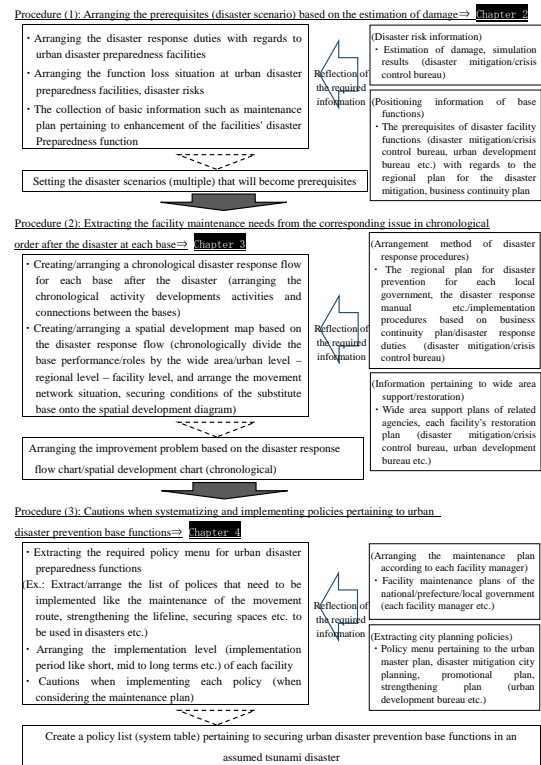 Procedure (1): Arranging the prerequisites (disaster scenario) based on the estimation of damage⇒ Chapter 2
・Arranging the disaster response duties with regards to
urban disaster preparedness facilities
・Arranging the function loss situation at urban disaster
preparedness facilities, disaster risks
・The collection of basic information such as maintenance
plan pertaining to enhancement of the facilities' disaster
Preparedness function
Reflection of
the required
information
(Disaster risk information)
・Estimation of damage, simulation
results (disaster mitigation/crisis
control bureau)
(Positioning information of base
functions)
・The prerequisites of disaster facility
functions (disaster mitigation/crisis
control bureau, urban development
bureau etc.) with regards to the
regional plan for the disaster
mitigation, business continuity plan
Setting the disaster scenarios (multiple) that will become prerequisites
Procedure (2): Extracting the facility maintenance needs from the corresponding issue in chronological
order after the disaster at each base⇒ Chapter 3
・Creating/arranging a chronological disaster response flow
for each base after the disaster (arranging the
chronological activity developments activities and
connections between the bases)
・Creating/arranging a spatial development map based on
the disaster response flow (chronologically divide the
base performance/roles by the wide area/urban level –
regional level – facility level, and arrange the movement
network situation, securing conditions of the substitute
base onto the spatial development diagram)
Reflection of
the required
information
(Arrangement method of disaster
response procedures)
・The regional plan for disaster
prevention for each local
government, the disaster response
manual etc./implementation
procedures based on business
continuity plan/disaster response
duties (disaster mitigation/crisis
control bureau)
(Information pertaining to wide area
support/restoration)
・Wide area support plans of related
agencies, each facility's restoration
plan (disaster mitigation/crisis
control bureau, urban development
bureau etc.)
Arranging the improvement problem based on the disaster response
flow chart/spatial development chart (chronological)
Procedure (3): Cautions when systematizing and implementing policies pertaining to urban
disaster prevention base functions⇒ Chapter 4
・Extracting the required policy menu for urban disaster
preparedness functions
(Ex.: Extract/arrange the list of polices that need to be
implemented like the maintenance of the movement
route, strengthening the lifeline, securing spaces etc. to
be used in disasters etc.)
・Arranging the implementation level (implementation
period like short, mid to long terms etc.) of each facility
・Cautions when implementing each policy (when
considering the maintenance plan)
Reflection of
the required
information
(Arranging the maintenance plan
according to each facility manager)
・Facility maintenance plans of the
national/prefecture/local government
(each facility manager etc.)
(Extracting city planning policies)
・Policy menu pertaining to the urban
master plan, disaster mitigation city
planning, promotional plan,
strengthening plan (urban
development bureau etc.)
Create a policy list (system table) pertaining to securing urban disaster prevention base functions in an
assumed tsunami disaster